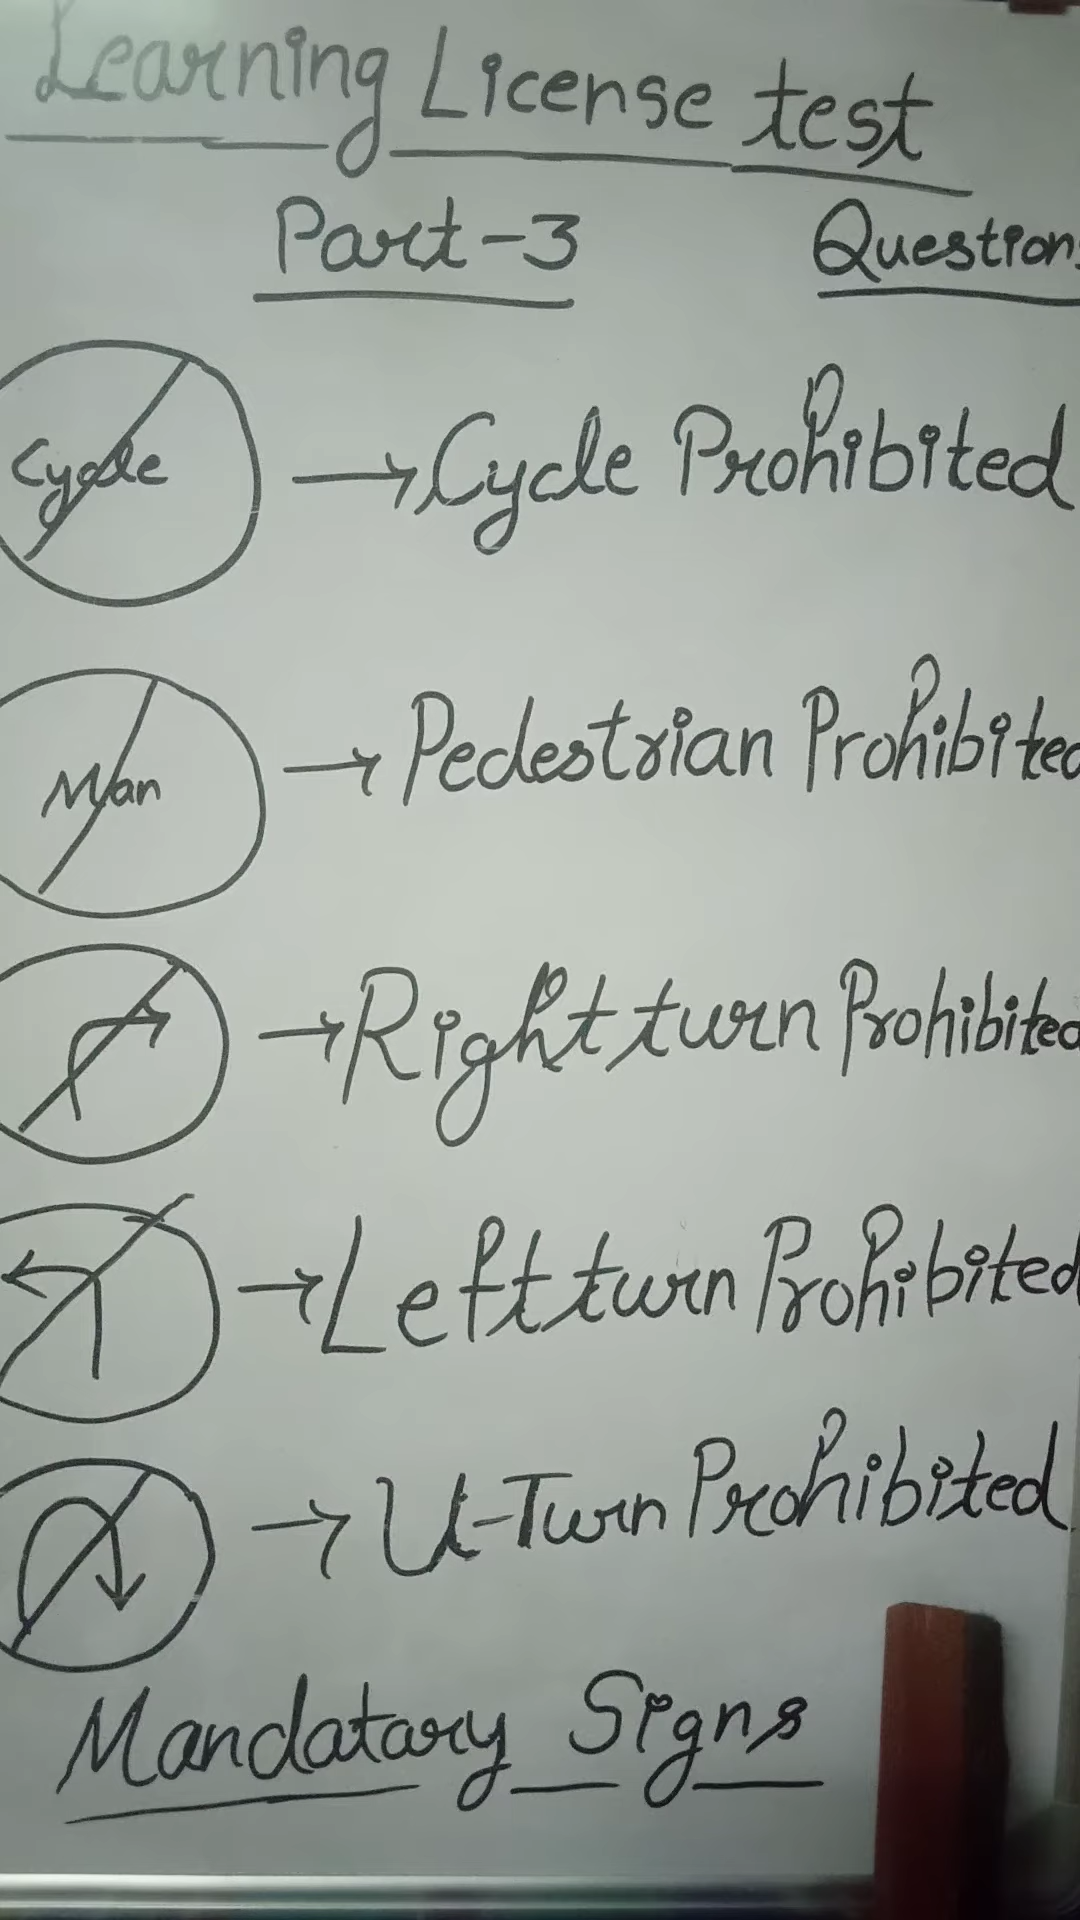 Learning License test
Part-3
Question
Cycle → Cycle Prohibited
Man → Pedestrian Prohibited
→ Right turn Prohibited
→ Left turn Prohibited
→ U-Turn Prohibited
Mandatary Signs